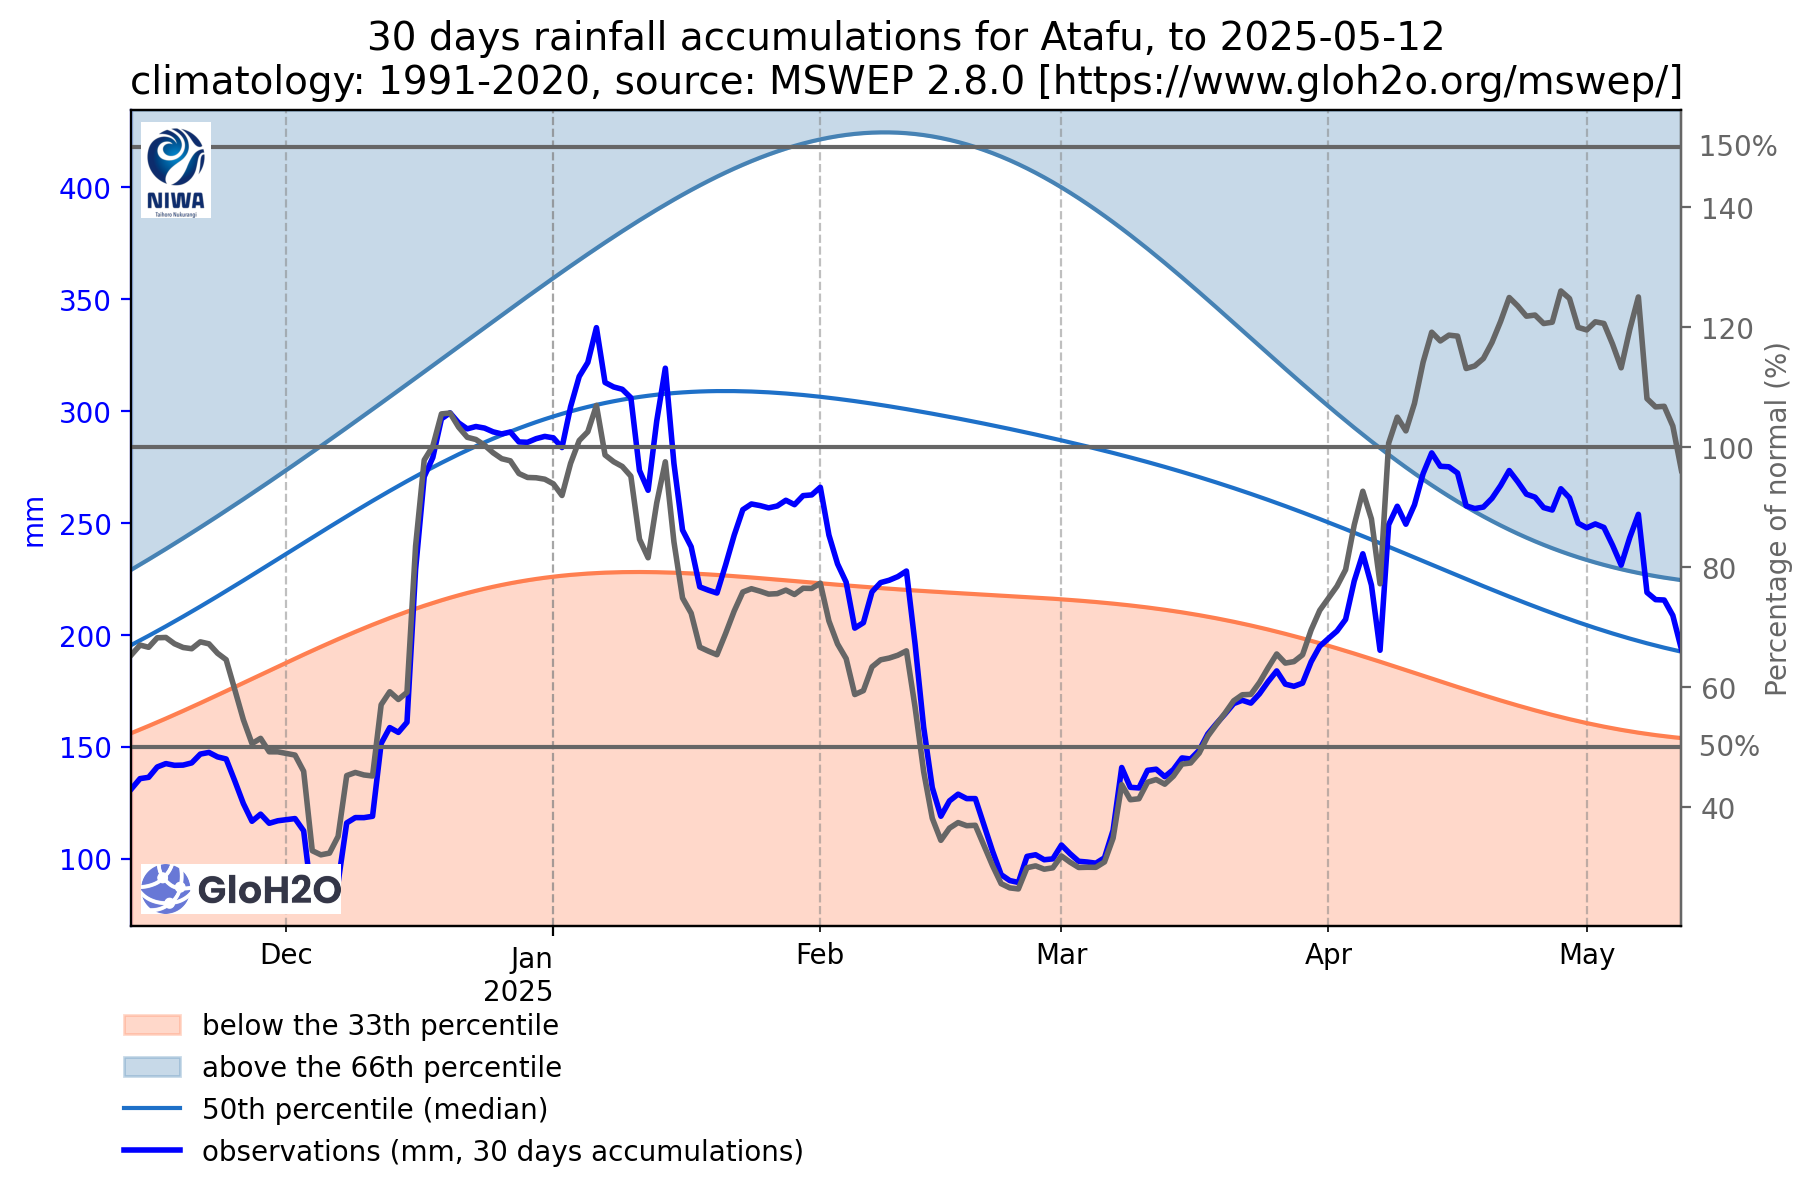 30 days rainfall accumulations for Atafu, to 2025-05-12
climatology: 1991-2020, source: MSWEP 2.8.0 [https://www.gloh2o.org/mswep/]
NIWA
Taihoro Nukurangi
400
350
300
250
200
150
100
mm
150%
140
120
100
80
60
50%
40
Percentage of normal (%)
GloH2O
Dec
Jan
2025
Feb
Mar
Apr
May
below the 33th percentile
above the 66th percentile
50th percentile (median)
observations (mm, 30 days accumulations)